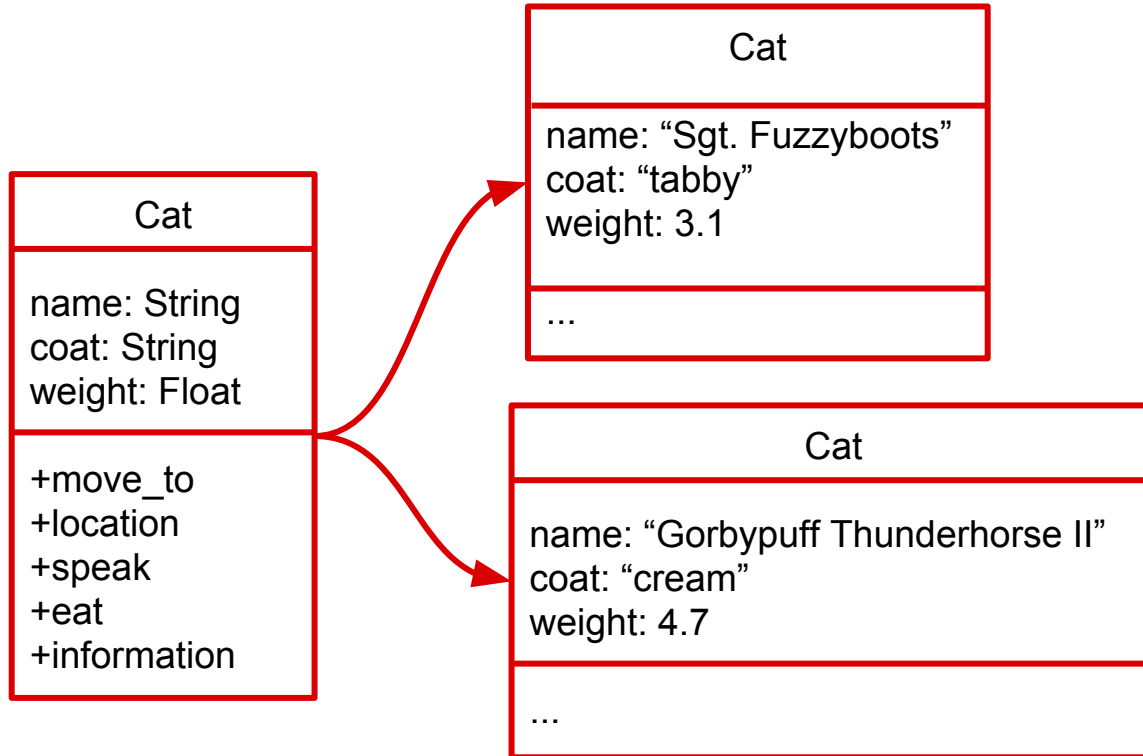 Cat
name: String
coat: String
weight: Float
+move_to
+location
+speak
+eat
+information
Cat
name: “Sgt. Fuzzyboots”
coat: “tabby”
weight: 3.1
...
Cat
name: “Gorbypuff Thunderhorse II”
coat: “cream”
weight: 4.7
...